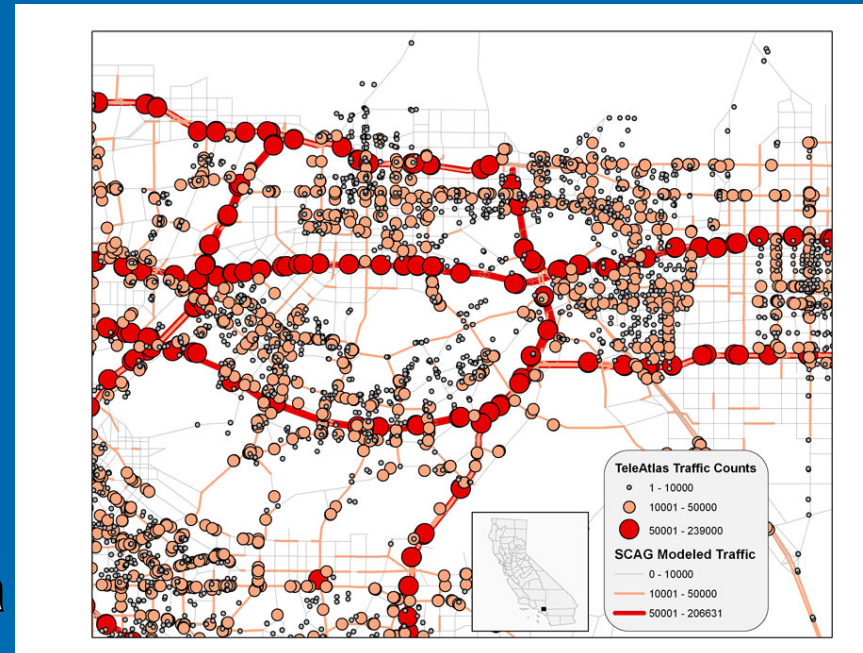 TeleAtlas Traffic Counts
1 - 10000
10001 - 50000
50001 - 239000
SCAG Modeled Traffic
0 - 10000
10001 - 50000
50001 - 206631